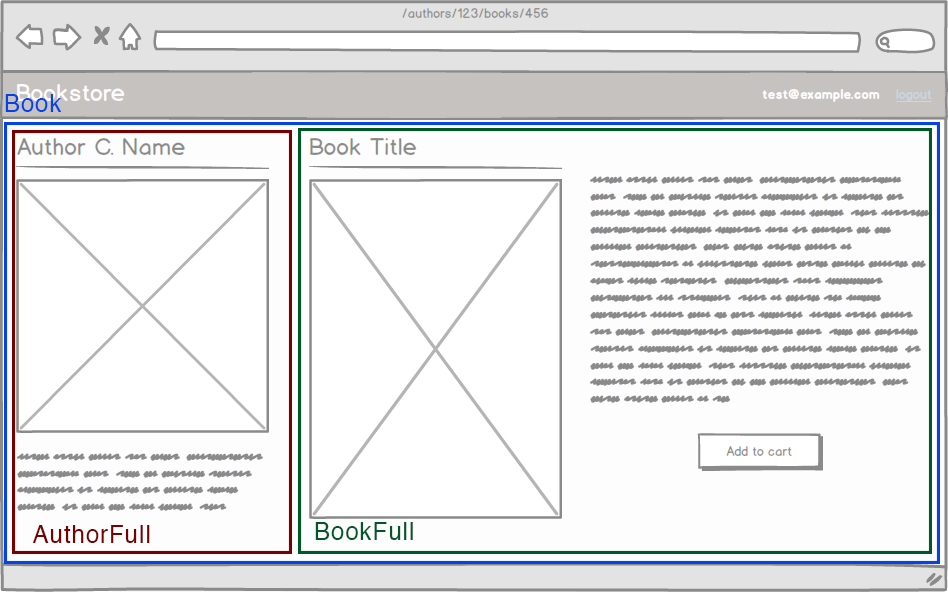 /authors/123/books/456
Bookstore
test@example.com logout
Book
Author C. Name
Book Title
Add to cart
AuthorFull
BookFull